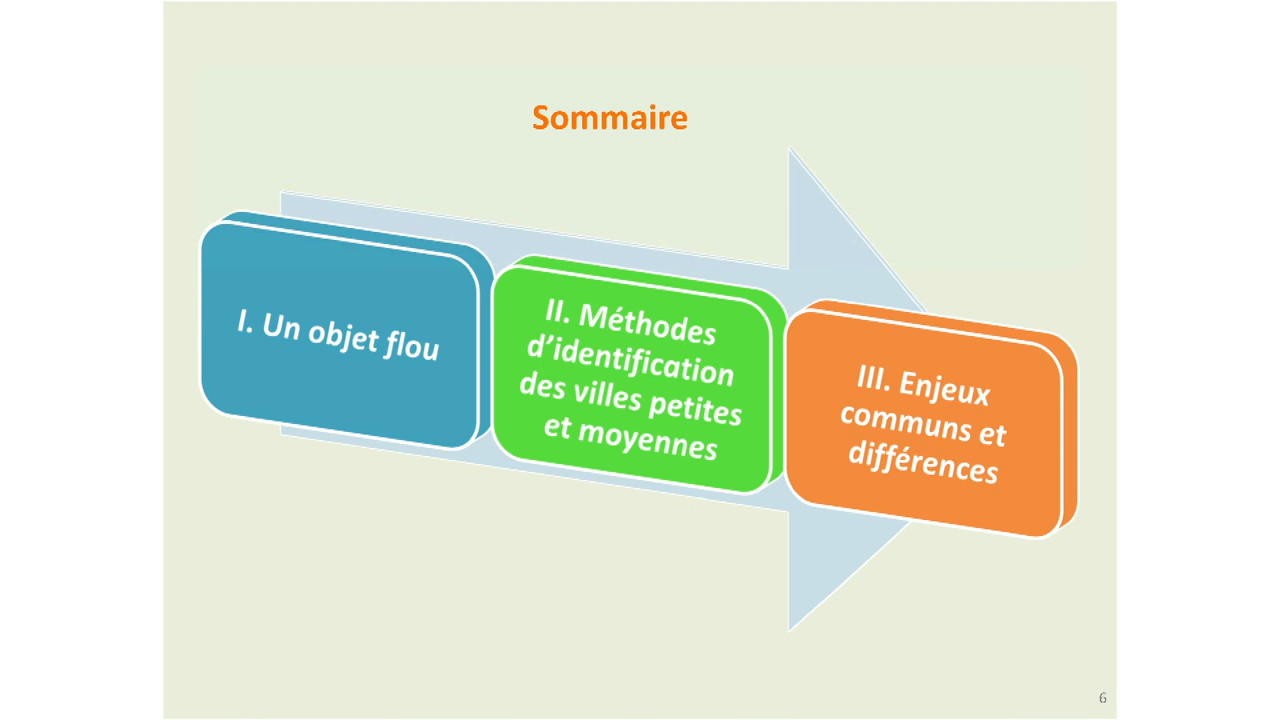 Sommaire
I. Un objet flou
II. Méthodes
d’identification
des villes petites
et moyennes
III. Enjeux
communs et
différences
6